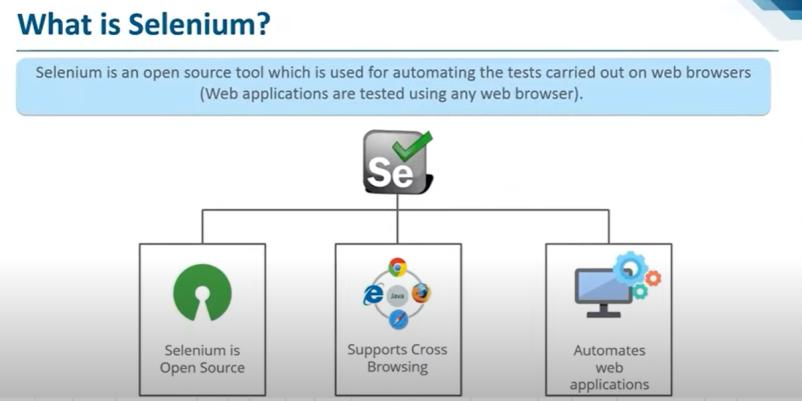 What is Selenium?
Selenium is an open source tool which is used for automating the tests carried out on web browsers
(Web applications are tested using any web browser).
Se
Selenium is
Open Source
Java
Supports Cross
Browsing
Automates
web
applications